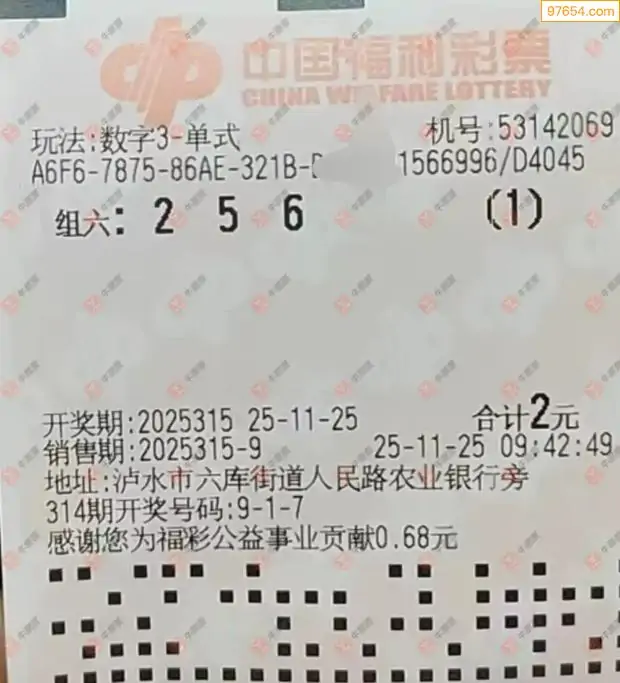 97654.com
中国福利彩票
CHINA WELFARE LOTTERY
玩法:数字3-单式 机号:53142069
A6F6-7875-86AE-321B- 1566996/D4045
组六: 2 5 6 (1)
开奖期:2025315 25-11-25 合计2元
销售期:2025315-9 25-11-25 09:42:49
地址:泸水市六库街道人民路农业银行旁
314期开奖号码:9-1-7
感谢您为福彩公益事业贡献0.68元